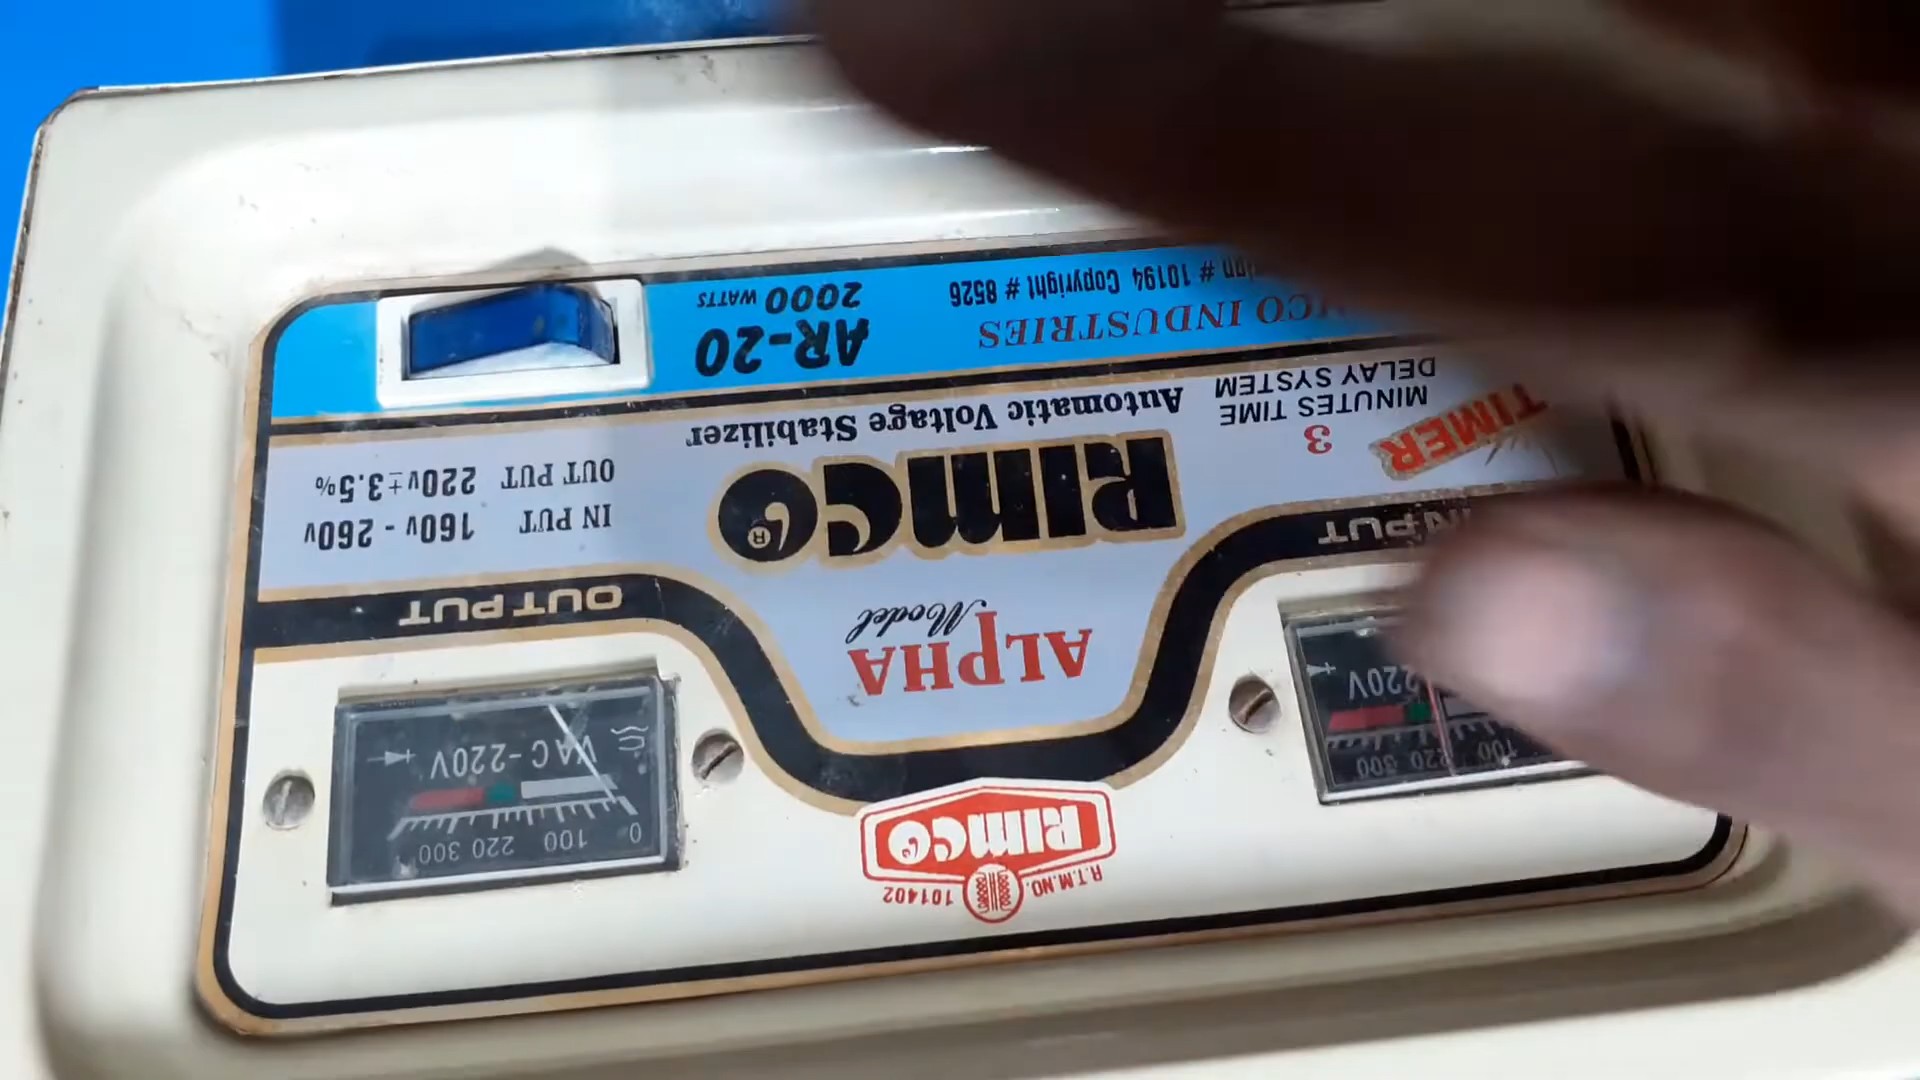 R.T.M.NO. 101402
RIMCO
0 100 220 300
VAC-220V
100 220 300
220V
ALPHA
Model
OUTPUT
INPUT
RIMCO®
IN PUT 160v - 260v
OUT PUT 220v±3.5%
TIMER
3
MINUTES TIME
DELAY SYSTEM
Automatic Voltage Stabilizer
INDUSTRIES
# 10194 Copyright # 8526
AR-20
2000 WATTS